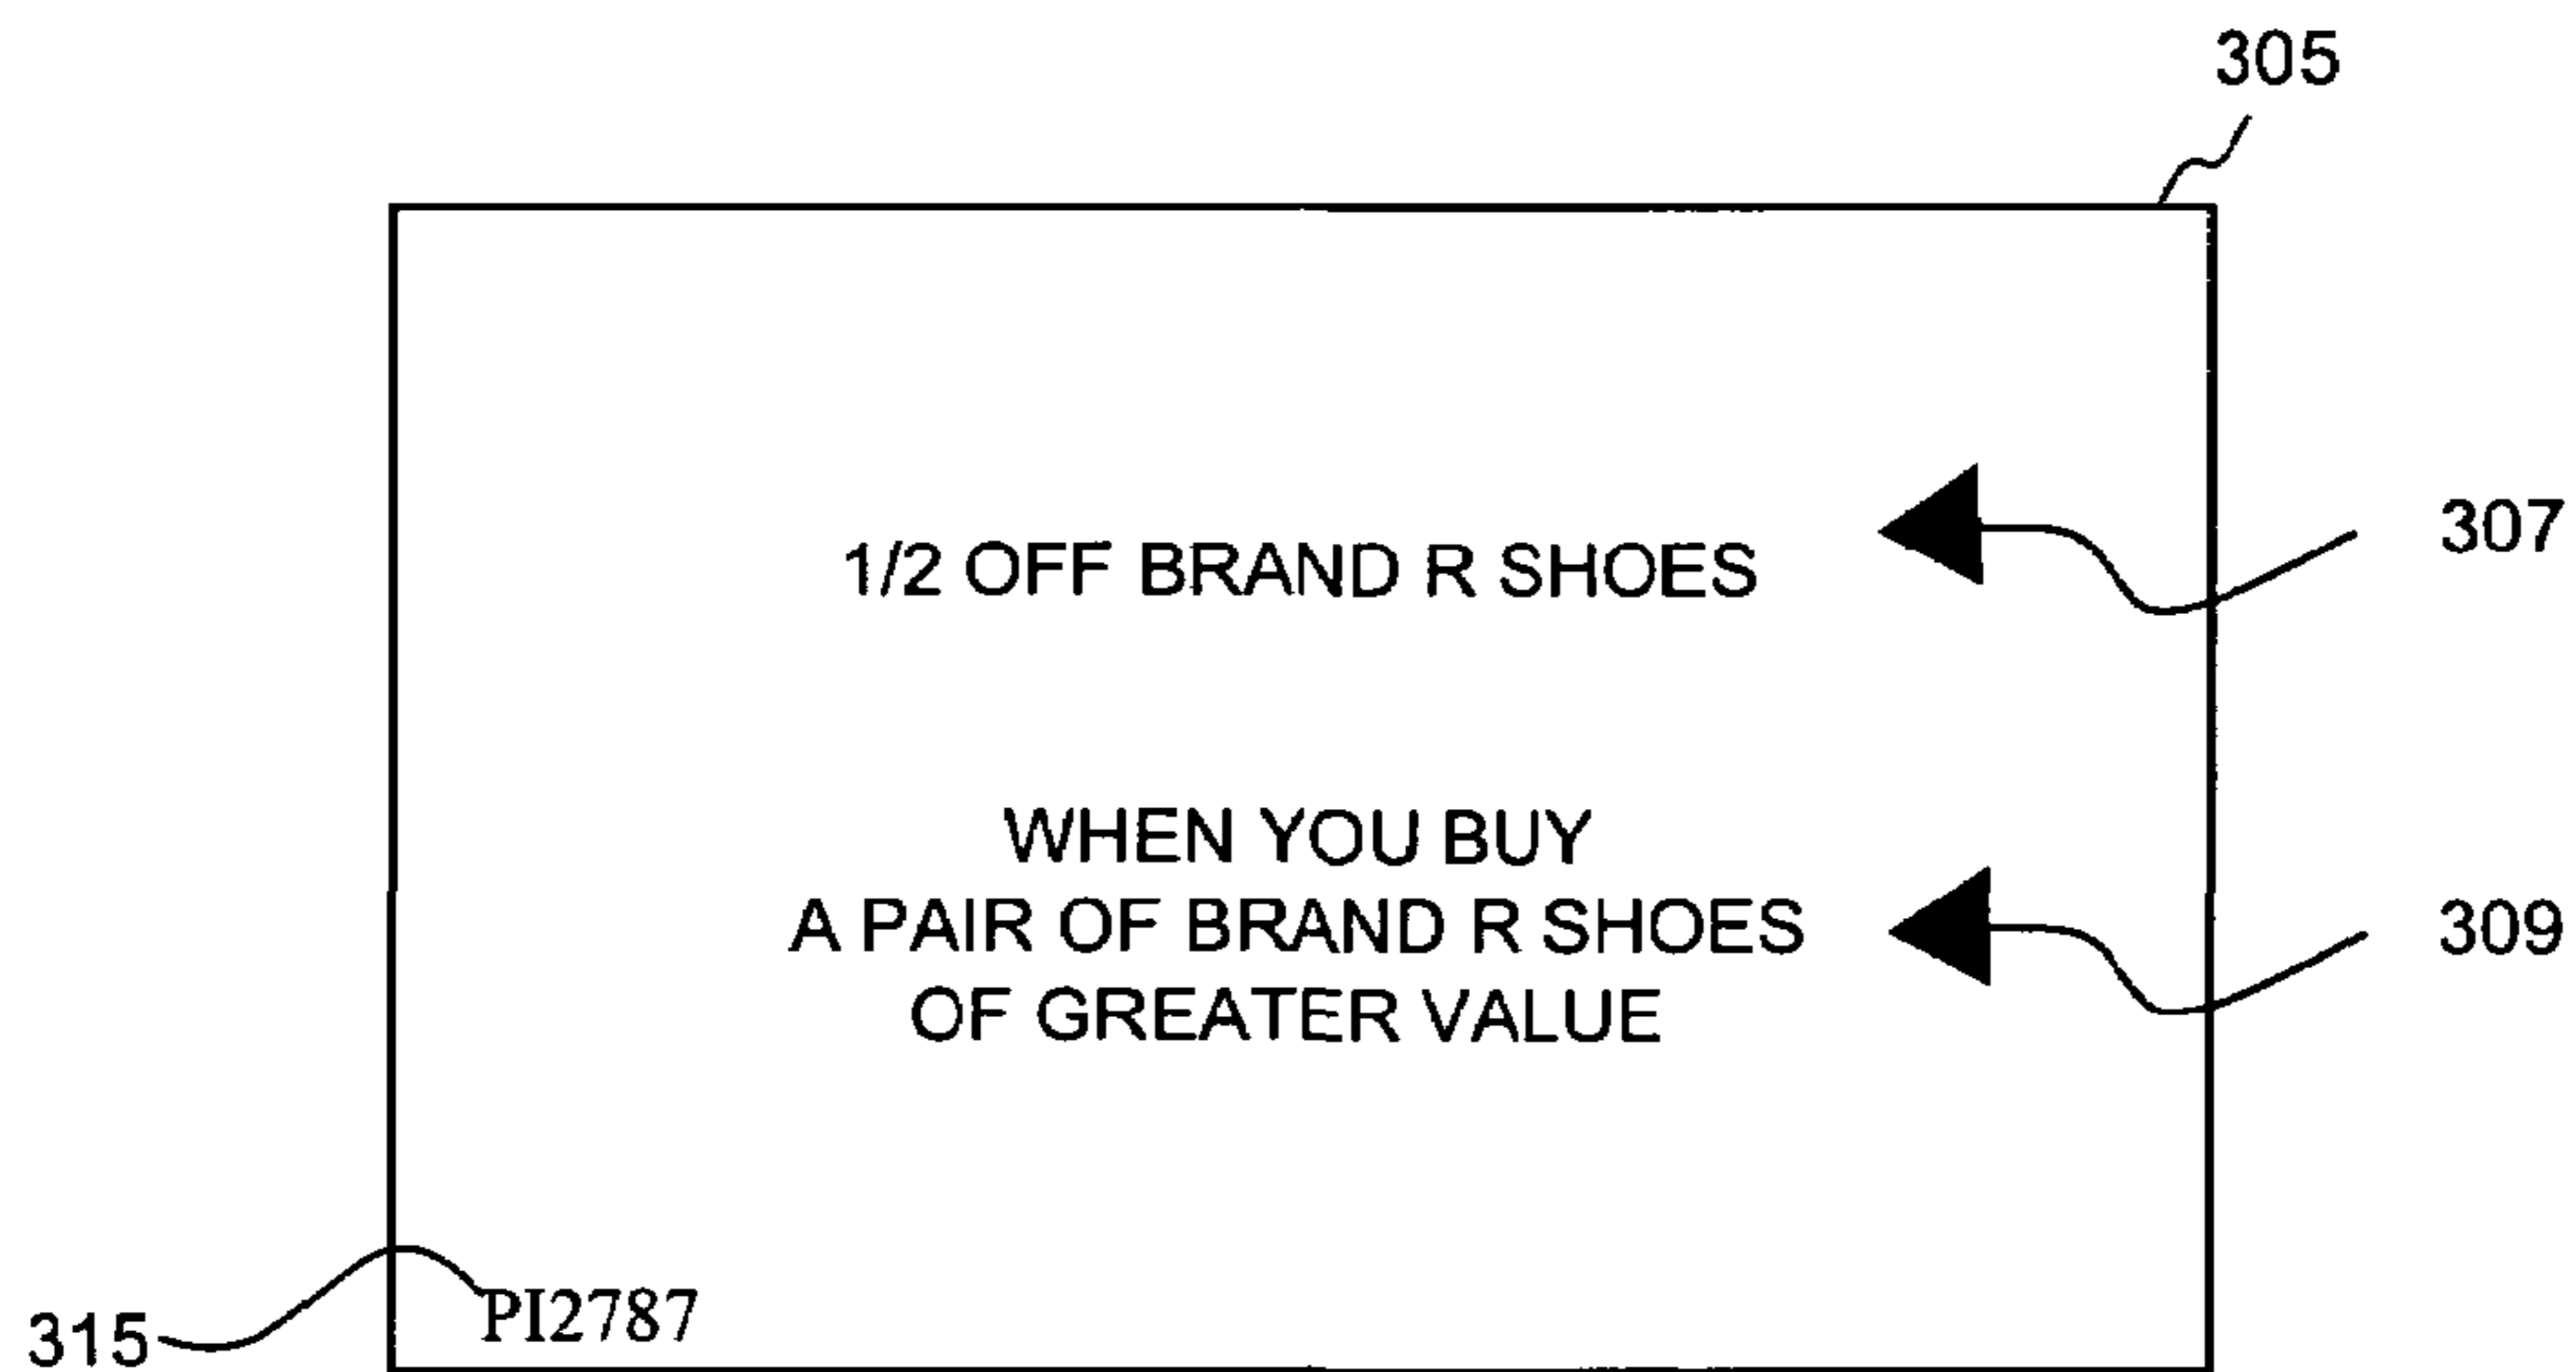 305
1/2 OFF BRAND R SHOES
307
WHEN YOU BUY
A PAIR OF BRAND R SHOES
309
OF GREATER VALUE
PI2787
315